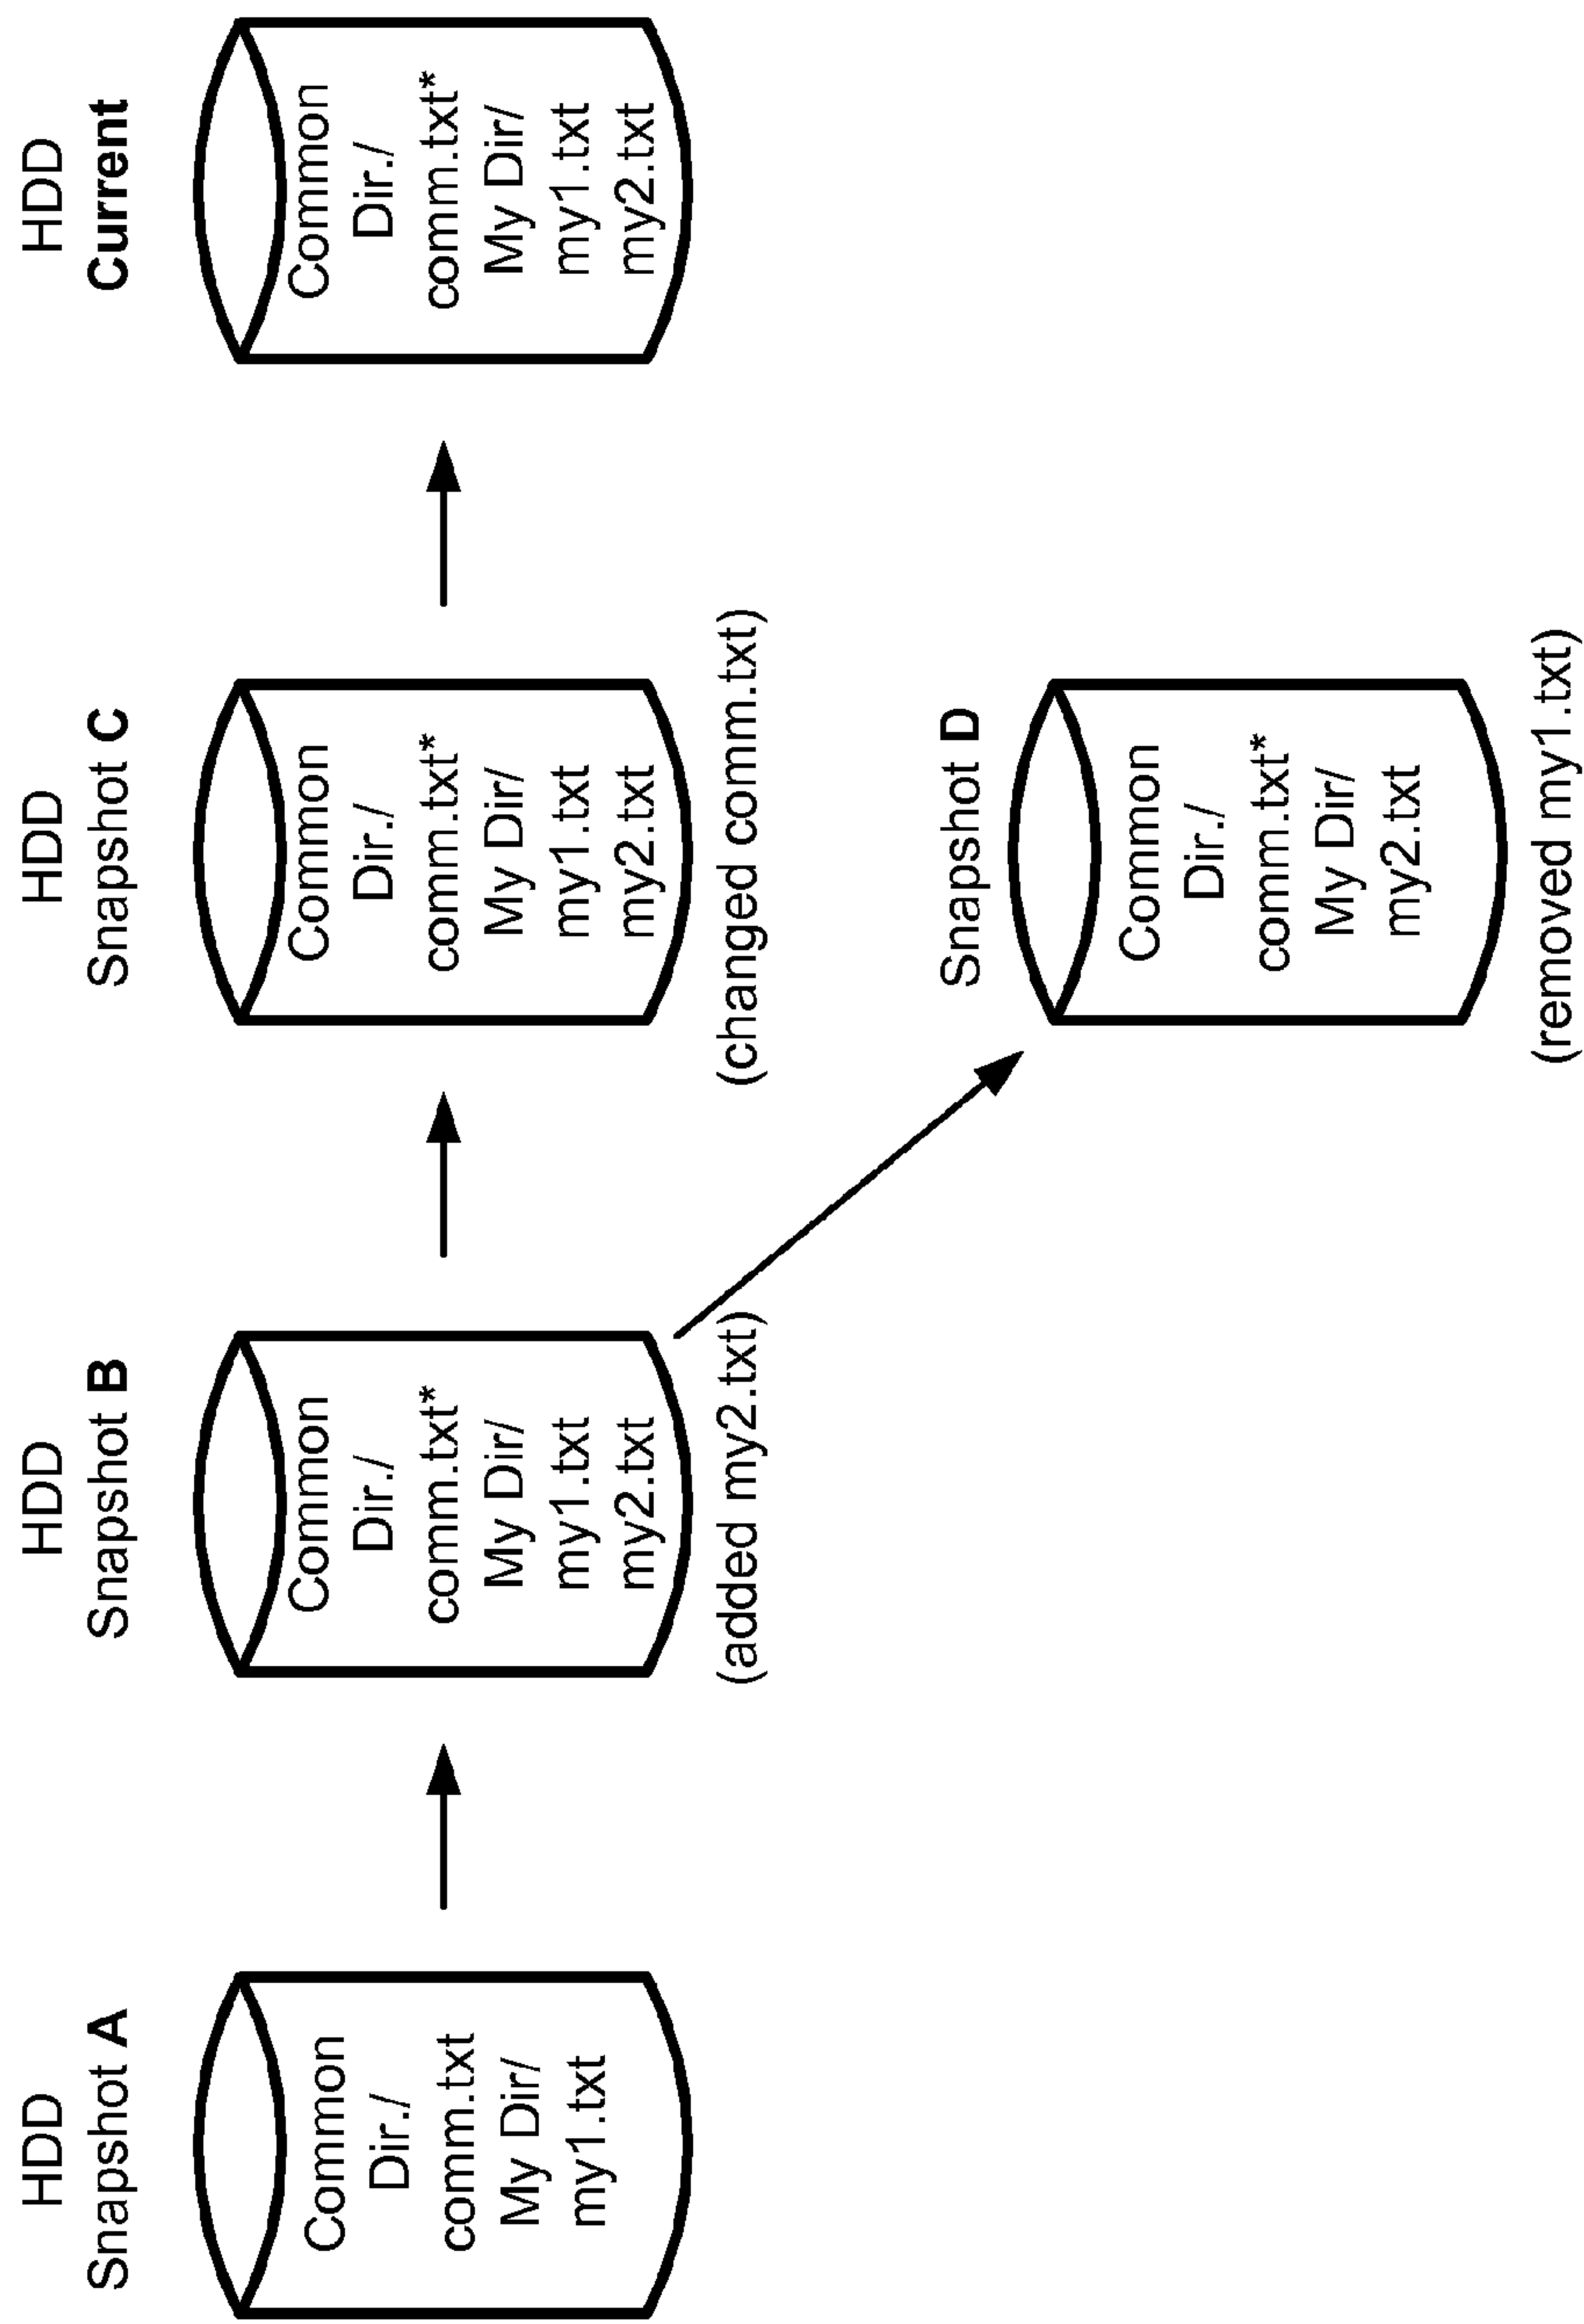 HDD
Snapshot A
Common
Dir./
comm.txt
My Dir/
my1.txt
HDD
Snapshot B
Common
Dir./
comm.txt*
My Dir/
my1.txt
my2.txt
(added my2.txt)
HDD
Snapshot C
Common
Dir./
comm.txt*
My Dir/
my1.txt
my2.txt
(changed comm.txt)
HDD
Current
Common
Dir./
comm.txt*
My Dir/
my1.txt
my2.txt
Snapshot D
Common
Dir./
comm.txt*
My Dir/
my2.txt
(removed my1.txt)